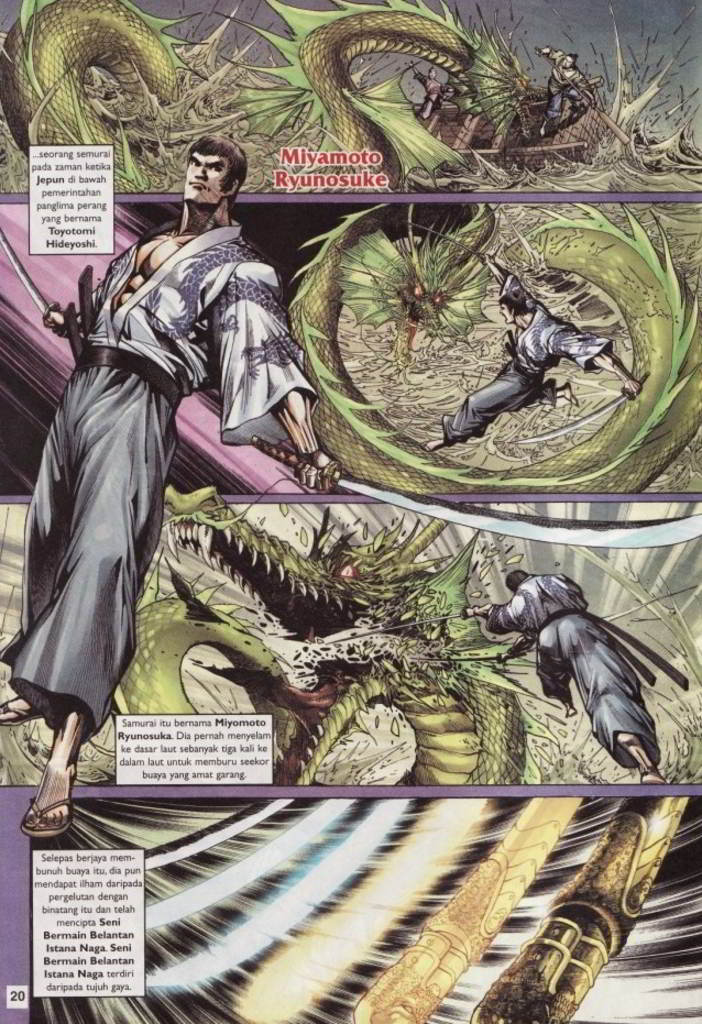 ...seorang semurai
pada zaman ketika
Jepun di bawah
pemerintahan
panglima perang
yang bernama
Toyotomi
Hideyoshi.
Miyamoto
Ryunosuke
Samurai itu bernama Miyomoto
Ryunosuka. Dia pernah menyelam
ke dasar laut sebanyak tiga kali ke
dalam laut untuk memburu seekor
buaya yang amat garang.
Selepas berjaya mem-
bunuh buaya itu, dia pun
mendapat ilham daripada
pergelutan dengan
binatang itu dan telah
mencipta Seni
Bermain Belantan
Istana Naga. Seni
Bermain Belantan
Istana Naga terdiri
daripada tujuh gaya.
20